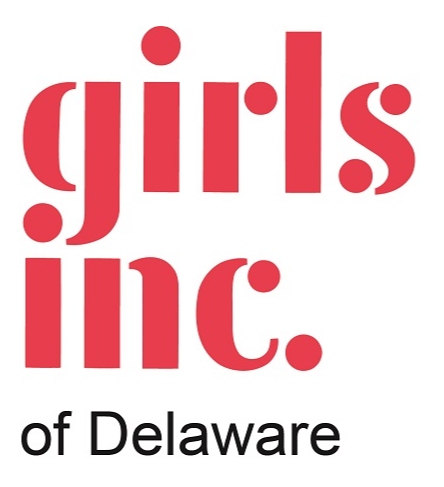 girls
inc.
of Delaware